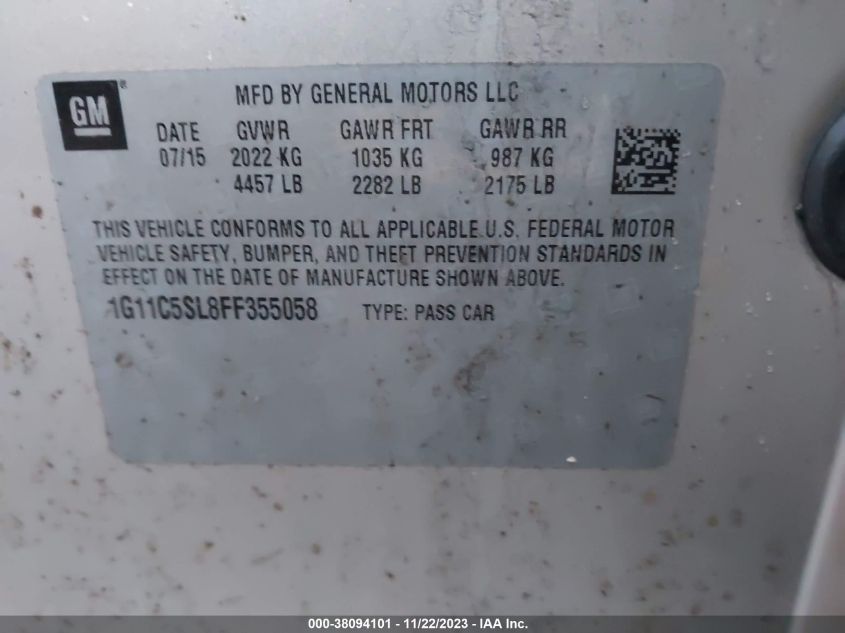 GM®
MFD BY GENERAL MOTORS LLC
DATE GVWR GAWR FRT GAWR RR
07/15 2022 KG 1035 KG 987 KG
4457 LB 2282 LB 2175 LB
THIS VEHICLE CONFORMS TO ALL APPLICABLE U.S. FEDERAL MOTOR
VEHICLE SAFETY, BUMPER, AND THEFT PREVENTION STANDARDS IN
EFFECT ON THE DATE OF MANUFACTURE SHOWN ABOVE.
1G11C5SL8FF355058 TYPE: PASS CAR
000-38094101 - 11/22/2023 - IAA Inc.